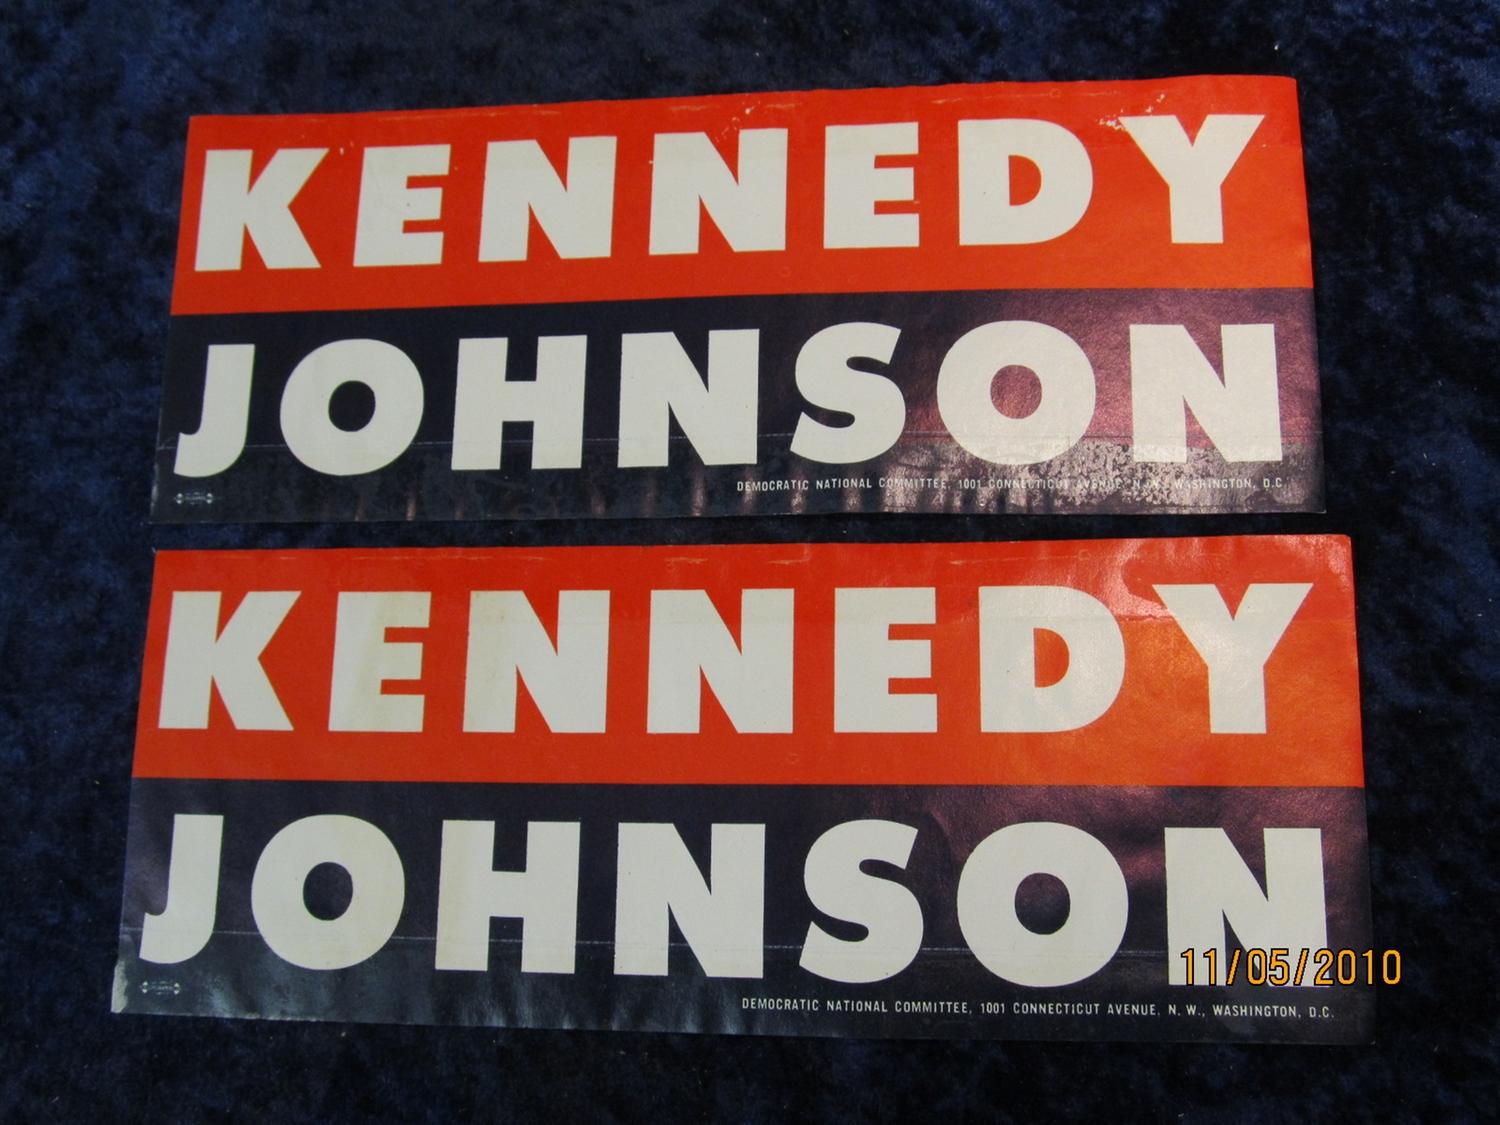 KENNEDY
JOHNSON
DEMOCRATIC NATIONAL COMMITTEE, 1001 CONNECTICUT AVENUE, N.W., WASHINGTON, D.C.
KENNEDY
JOHNSON
DEMOCRATIC NATIONAL COMMITTEE, 1001 CONNECTICUT AVENUE, N. W., WASHINGTON, D.C.
11/05/2010